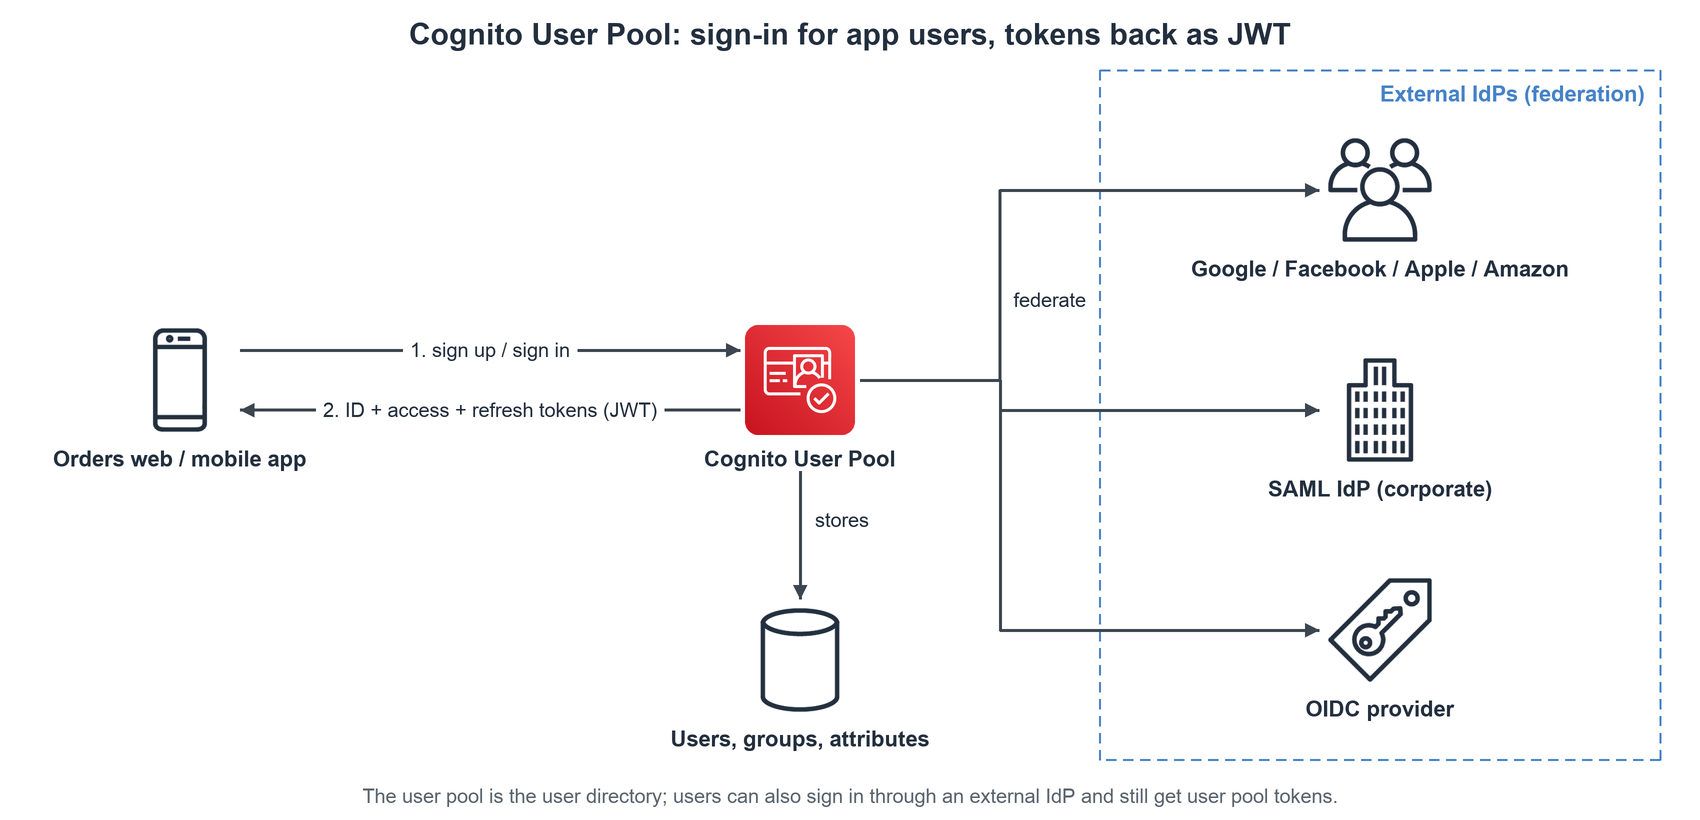 Cognito User Pool: sign-in for app users, tokens back as JWT
External IdPs (federation)
Google / Facebook / Apple / Amazon
federate
1. sign up / sign in
2. ID + access + refresh tokens (JWT)
Orders web / mobile app
Cognito User Pool
SAML IdP (corporate)
stores
OIDC provider
Users, groups, attributes
The user pool is the user directory; users can also sign in through an external IdP and still get user pool tokens.